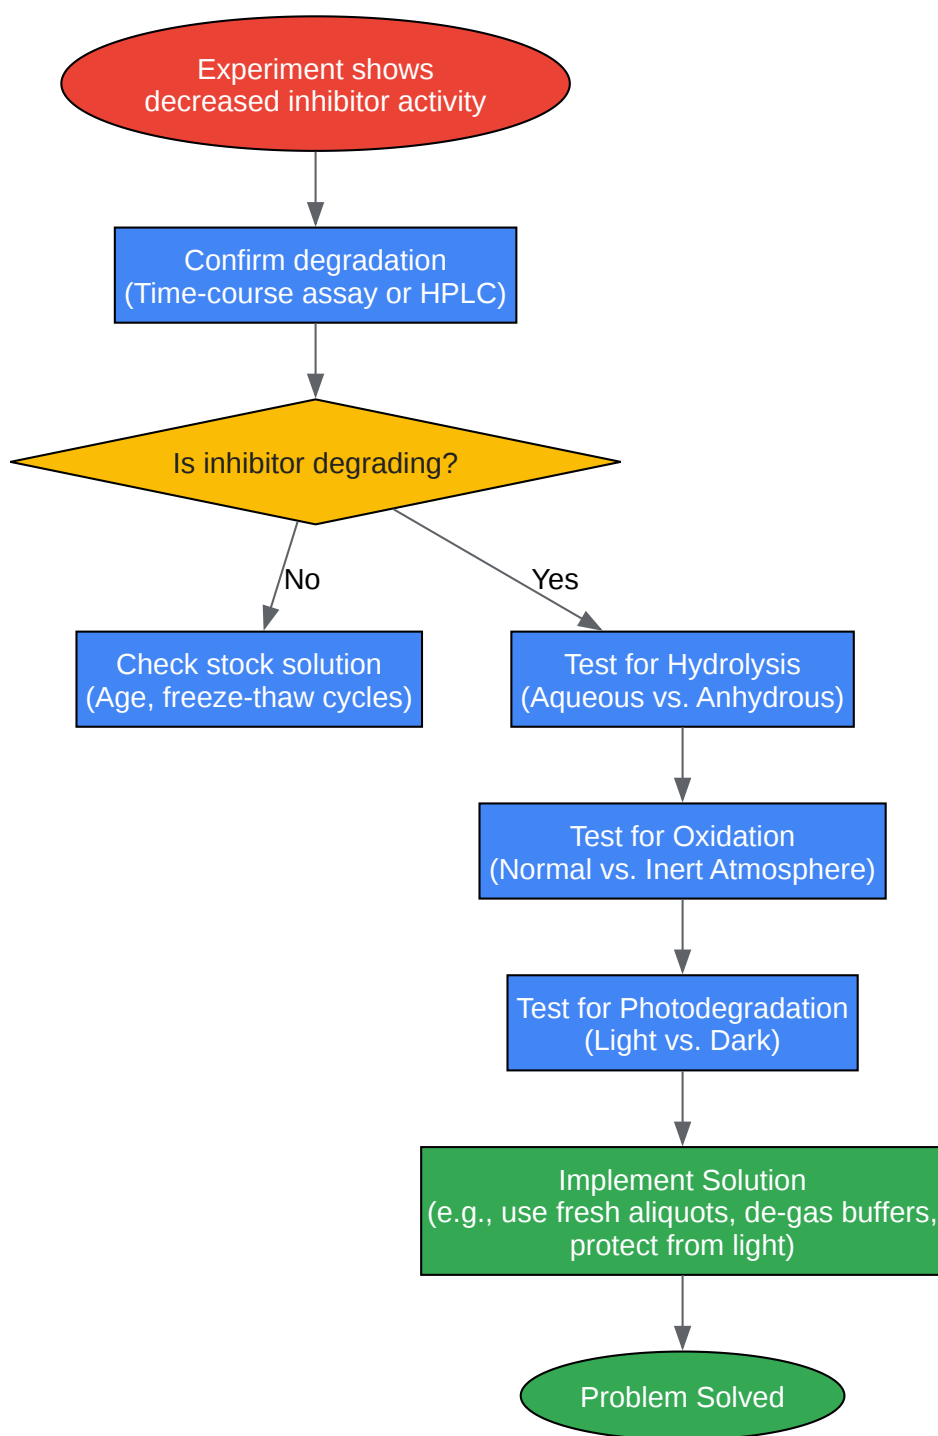 Experiment shows
decreased inhibitor activity
Confirm degradation
(Time-course assay or HPLC)
Is inhibitor degrading?
No
Yes
Check stock solution
(Age, freeze-thaw cycles)
Test for Hydrolysis
(Aqueous vs. Anhydrous)
Test for Oxidation
(Normal vs. Inert Atmosphere)
Test for Photodegradation
(Light vs. Dark)
Implement Solution
(e.g., use fresh aliquots, de-gas buffers,
protect from light)
Problem Solved